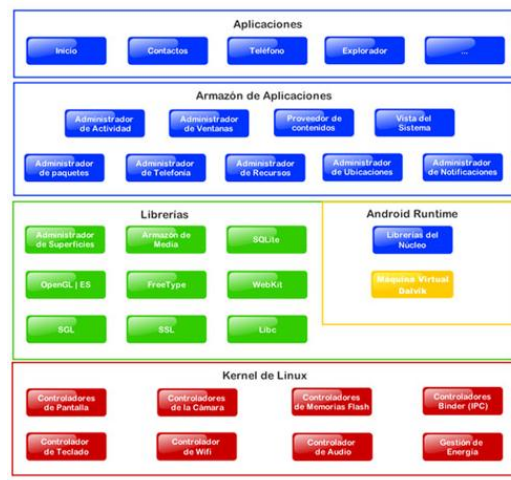 Aplicaciones
Inicio
Contactos
Teléfono
Explorador
...
Armazón de Aplicaciones
Administrador
de Actividad
Administrador
de Ventanas
Proveedor de
contenidos
Vista del
Sistema
Administrador
de paquetes
Administrador
de Telefonía
Administrador
de Recursos
Administrador
de Ubicaciones
Administrador
de Notificaciones
Librerías
Administrador
de Superficies
Armazón de
Media
SQLite
OpenGL | ES
FreeType
WebKit
SGL
SSL
Libc
Android Runtime
Librerías del
Núcleo
Máquina Virtual
Dalvik
Kernel de Linux
Controladores
de Pantalla
Controladores
de la Cámara
Controladores
de Memorias Flash
Controladores
Binder (IPC)
Controlador
de Teclado
Controlador
de Wifi
Controlador
de Audio
Gestión de
Energía